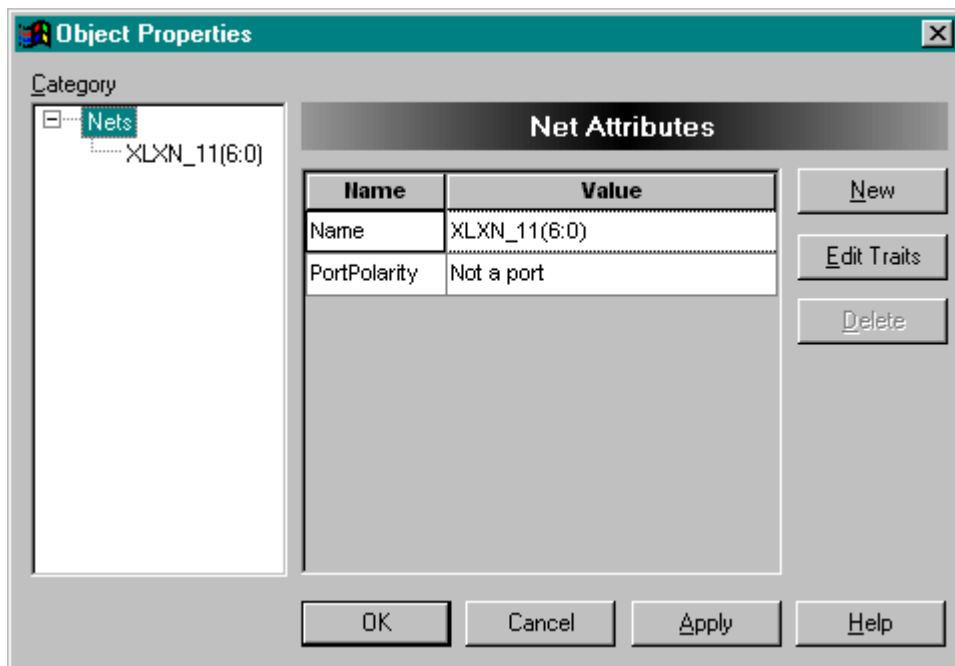 Object Properties
Category
Nets
XLXN_11(6:0)
Net Attributes
Name Value
Name XLXN_11(6:0)
PortPolarity Not a port
New
Edit Traits
Delete
OK Cancel Apply Help